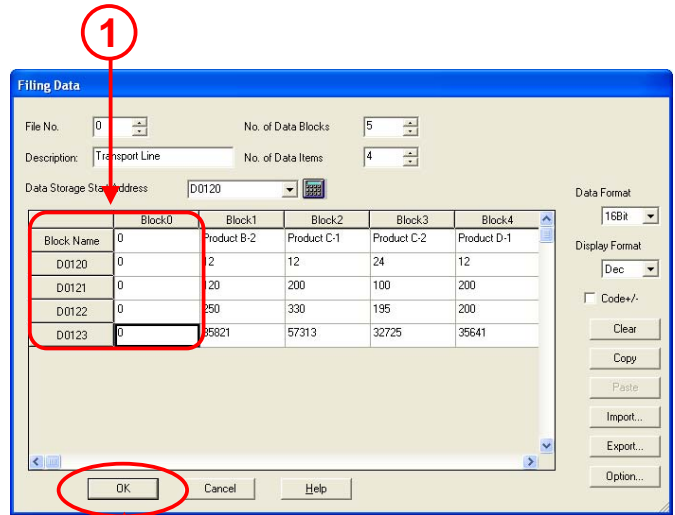 1
Filing Data
File No. 0 No. of Data Blocks 5
Description: Transport Line No. of Data Items 4
Data Storage Start Address D0120
Data Format
16Bit
Display Format
Dec
Code+/-
Block0 Block1 Block2 Block3 Block4
Block Name 0 Product B-2 Product C-1 Product C-2 Product D-1
D0120 0 12 12 24 12
D0121 0 120 200 100 200
D0122 0 250 330 195 200
D0123 0 35821 57313 32725 35641
Clear
Copy
Paste
Import...
Export...
Option...
OK Cancel Help